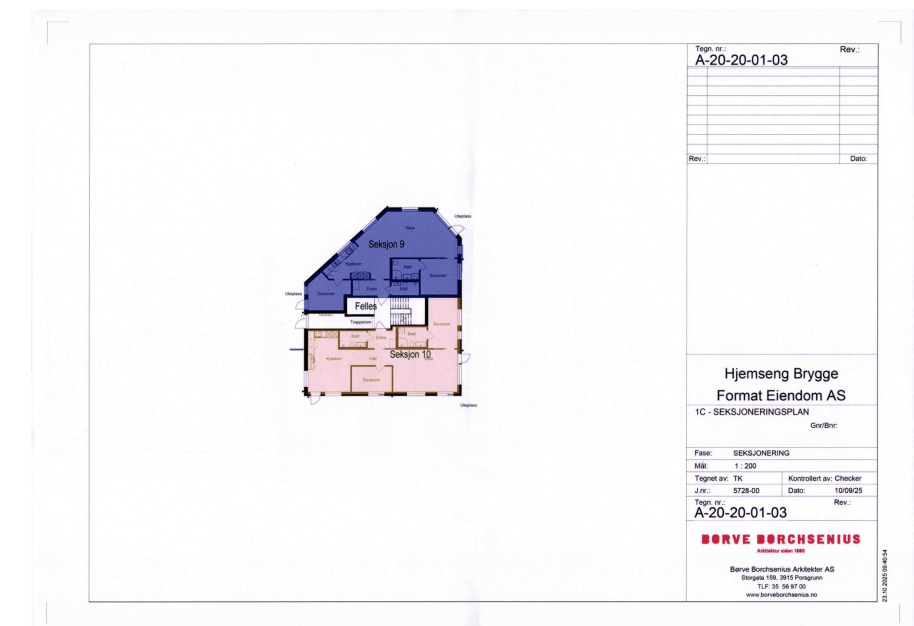 Tegn. nr.: Rev.:
A-20-20-01-03
Rev.: Dato:
Uteplass
Stue
Seksjon 9
Kjøkken
Bad
Soverom
Entre
Uteplass
Soverom
Felles
Trapperom
Soverom
Bad
Entre
Bad
Seksjon 10
Kjøkken
Hall
Soverom
Uteplass
Hjemseng Brygge
Format Eiendom AS
1C - SEKSJONERINGSPLAN
Gnr/Bnr:
Fase: SEKSJONERING
Mål: 1 : 200
Tegnet av: TK Kontrollert av: Checker
J.nr.: 5728-00 Dato: 10/09/25
Tegn. nr.: Rev.:
A-20-20-01-03
BØRVE BORCHSENIUS
Arkitektur siden 1880
Børve Borchsenius Arkitekter AS
Storgata 159, 3915 Porsgrunn
TLF: 35 56 97 00
www.borveborchsenius.no
23.10.2025 09:40:54